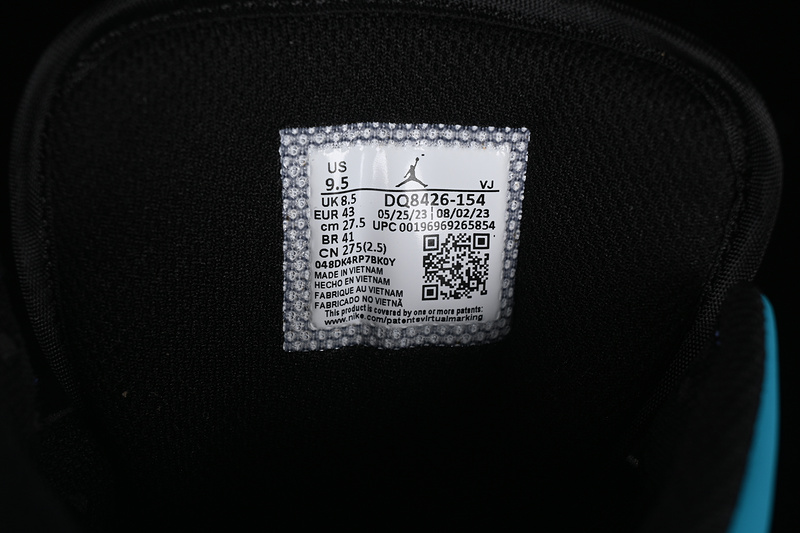 US
9.5
VJ
UK 8.5
DQ8426-154
EUR 43
05/25/23 08/02/23
cm 27.5
UPC 00196969265854
BR 41
CN 275(2.5)
048DK4RP7BK0Y
MADE IN VIETNAM
HECHO EN VIETNAM
FABRIQUE AU VIETNAM
FABRICADO NO VIETNÃ
This product is covered by one or more patents:
www.nike.com/patentsvirtualmarking